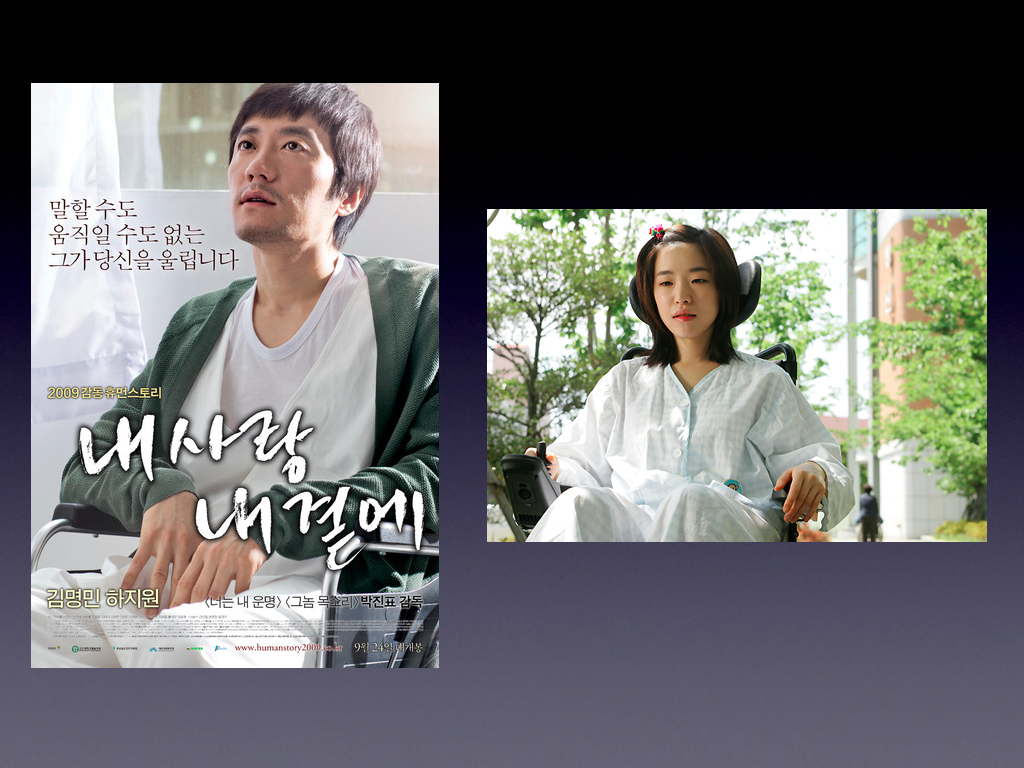 말할 수도
움직일 수도 없는
그가 당신을 울립니다
2009 감동 휴먼스토리
내 사랑
내 곁에
김명민 하지원
<너는 내 운명> <그놈 목소리> 박진표 감독
www.humanstory2009.co.kr 9월 24일 대개봉